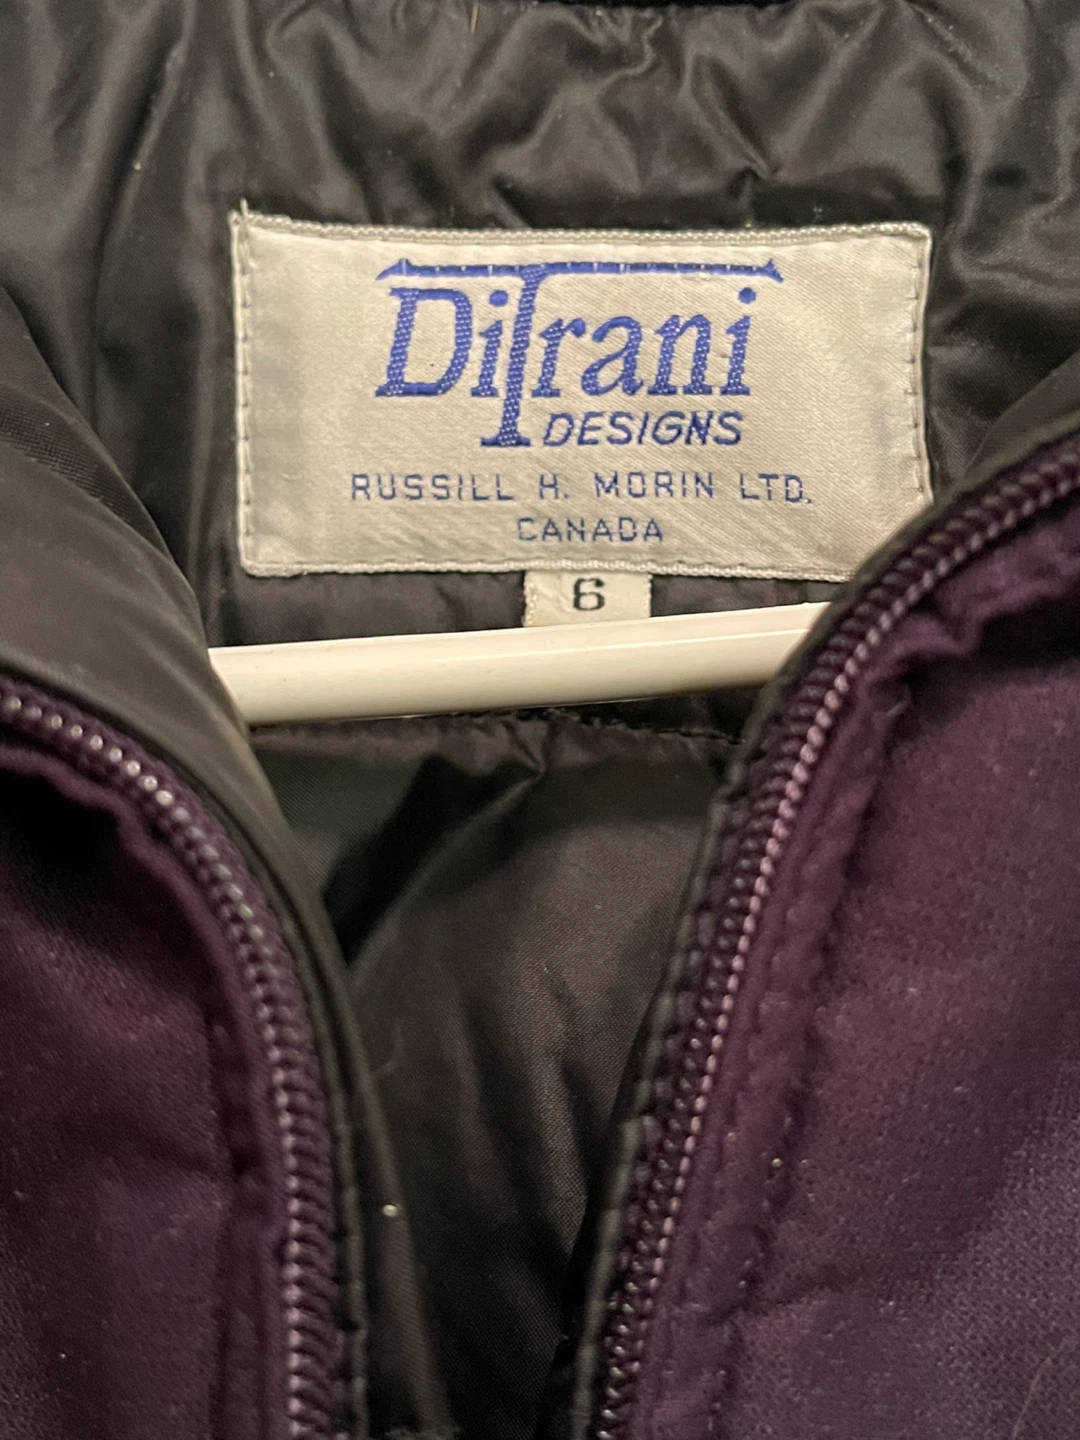 DiTrani
DESIGNS
RUSSILL H. MORIN LTD.
CANADA
6